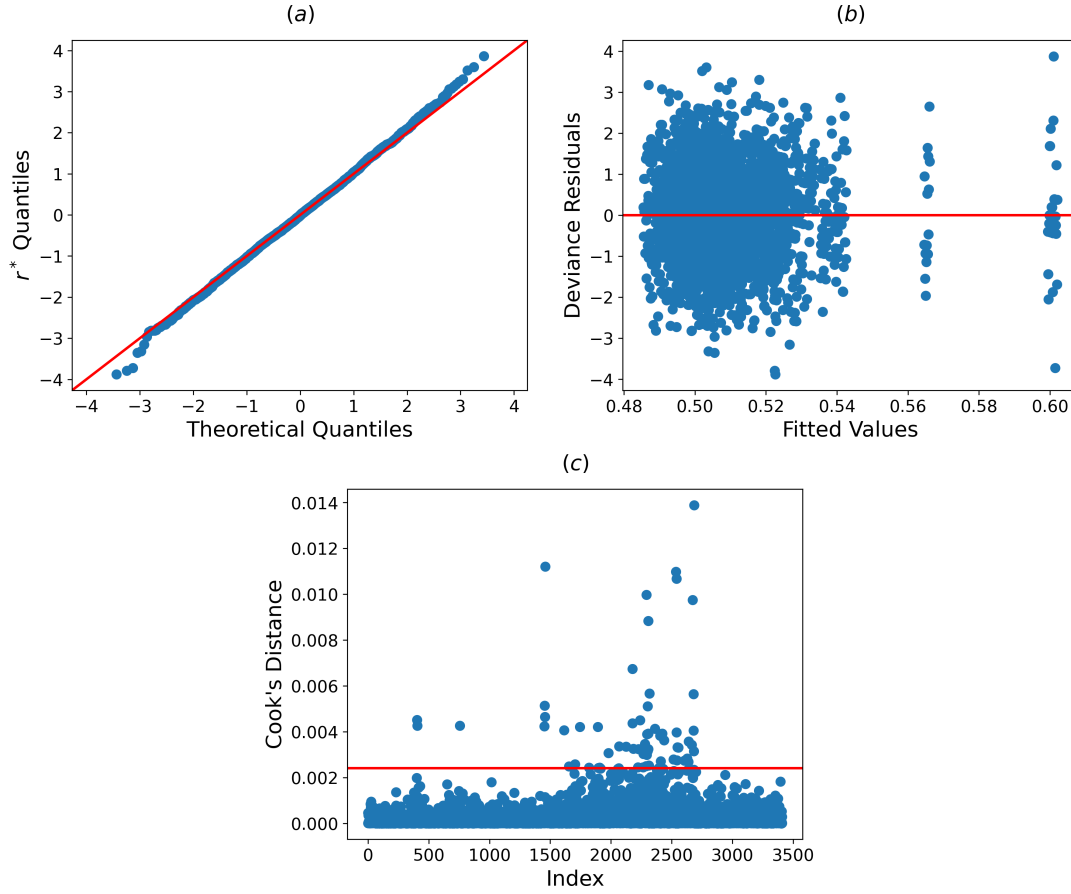 (a)
4
3
2
1
0
−1
−2
−3
−4
r* Quantiles
−4 −3 −2 −1 0 1 2 3 4
Theoretical Quantiles
(b)
4
3
2
1
0
−1
−2
−3
−4
Deviance Residuals
0.48 0.50 0.52 0.54 0.56 0.58 0.60
Fitted Values
(c)
0.014
0.012
0.010
0.008
0.006
0.004
0.002
0.000
Cook's Distance
0 500 1000 1500 2000 2500 3000 3500
Index